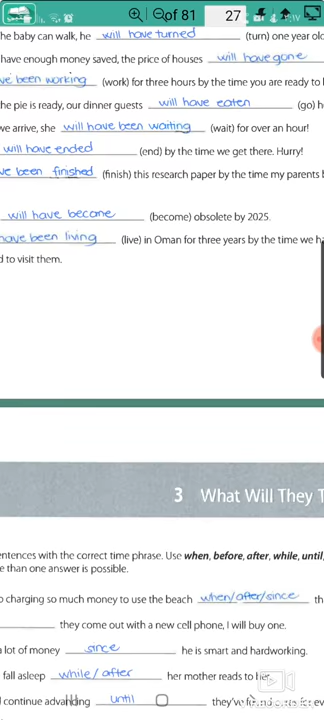 of 81 27
he baby can walk, he will have turned (turn) one year old
have enough money saved, the price of houses will have gone
ve been working (work) for three hours by the time you are ready to
the pie is ready, our dinner guests will have eaten (go) h
we arrive, she will have been waiting (wait) for over an hour!
will have ended (end) by the time we get there. Hurry!
ve been finished (finish) this research paper by the time my parents
will have become (become) obsolete by 2025.
have been living (live) in Oman for three years by the time we h
d to visit them.
3 What Will They T
entences with the correct time phrase. Use when, before, after, while, until,
e than one answer is possible.
o charging so much money to use the beach when/after/since th
they come out with a new cell phone, I will buy one.
a lot of money since he is smart and hardworking.
fall asleep while/after her mother reads to her.
continue advanding until they've